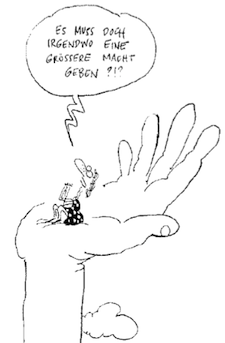 ES MUSS DOCH
IRGENDWO EINE
GRÖSSERE MACHT
GEBEN ?!?